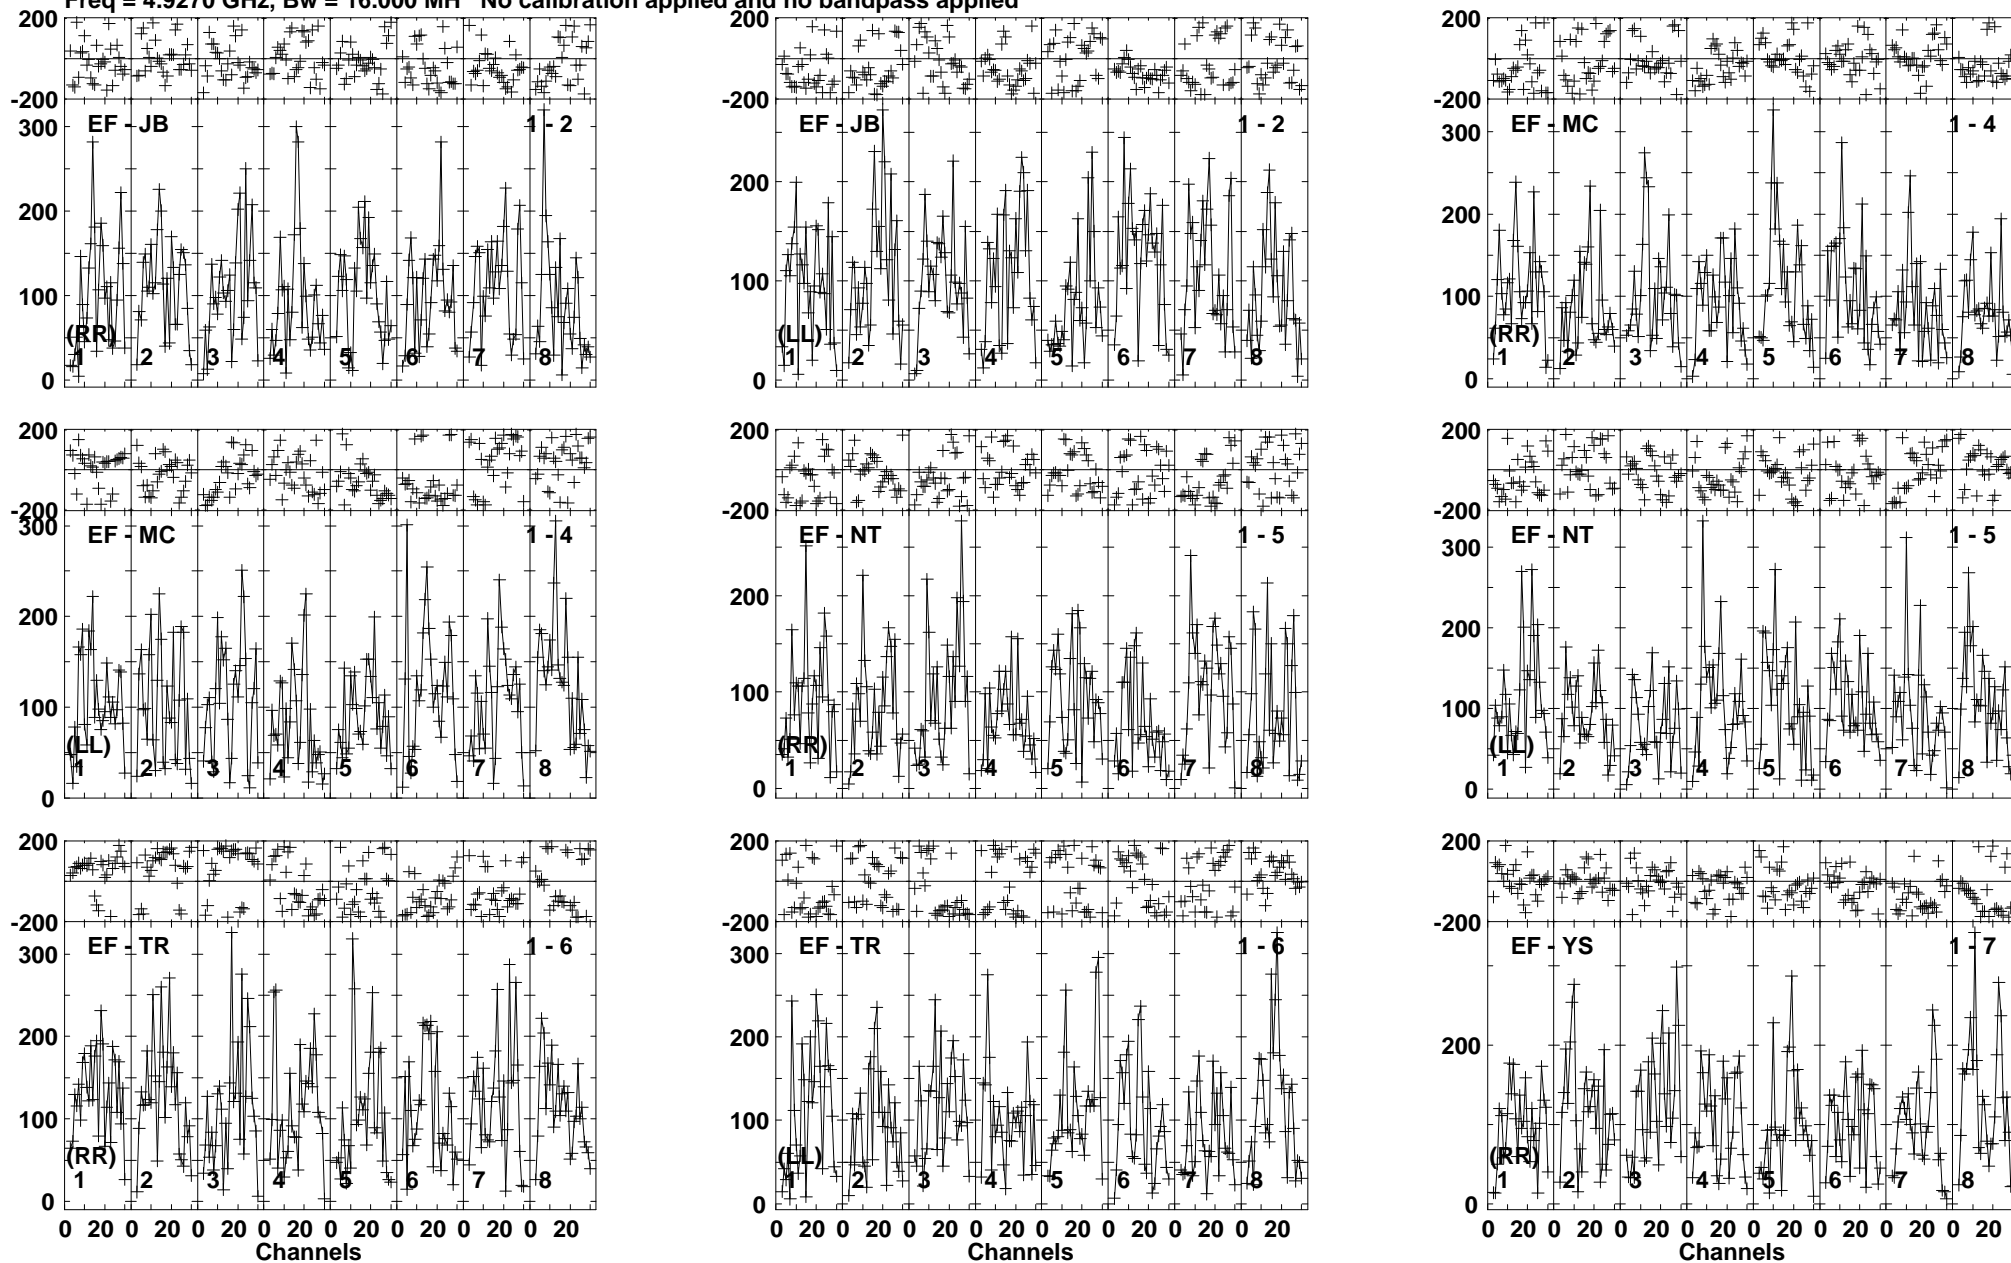 Freq = 4.9270 GHz, Bw = 16.000 MH No calibration applied and no bandpass applied
200 200 200
-200 -200 -200
EF - JB 1 - 2 EF - JB 1 - 2 EF - MC 1 - 4
300 300
200 200 200
100 100 100
(RR) (LL) (RR)
1 2 3 4 5 6 7 8 1 2 3 4 5 6 7 8 1 2 3 4 5 6 7 8
0 0 0
200 200 200
-200 -200 -200
EF - MC 1 - 4 EF - NT 1 - 5 EF - NT 1 - 5
300 300
200 200 200
100 100 100
(LL) (RR) (LL)
1 2 3 4 5 6 7 8 1 2 3 4 5 6 7 8 1 2 3 4 5 6 7 8
0 0 0
200 200 200
-200 -200 -200
EF - TR 1 - 6 EF - TR 1 - 6 EF - YS 1 - 7
300 300
200 200 200
100 100
(RR) (LL) (RR)
1 2 3 4 5 6 7 8 1 2 3 4 5 6 7 8 1 2 3 4 5 6 7 8
0 0 0
0 20 0 20 0 20 0 20 0 20 0 20 0 20 0 20 0 20 0 20 0 20 0 20 0 20 0 20 0 20 0 20 0 20 0 20 0 20 0 20 0 20 0 20 0 20 0 20
Channels Channels Channels